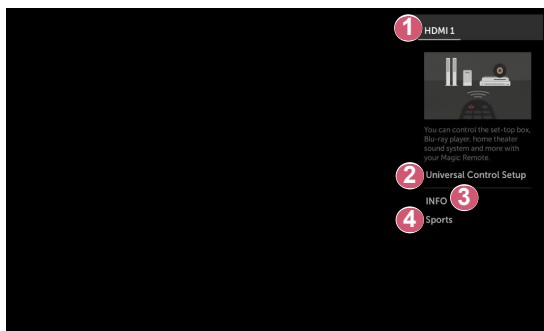 1 HDMI 1
You can control the set-top box,
Blu-ray player, home theater
sound system and more with
your Magic Remote.
2 Universal Control Setup
INFO 3
4 Sports